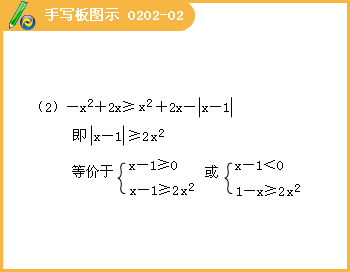 手写板图示 0202-02
(2) －x²＋2x≥x²＋2x－|x－1|
即|x－1|≥2x²
等价于{x－1≥0 或 {x－1＜0
x－1≥2x² 1－x≥2x²